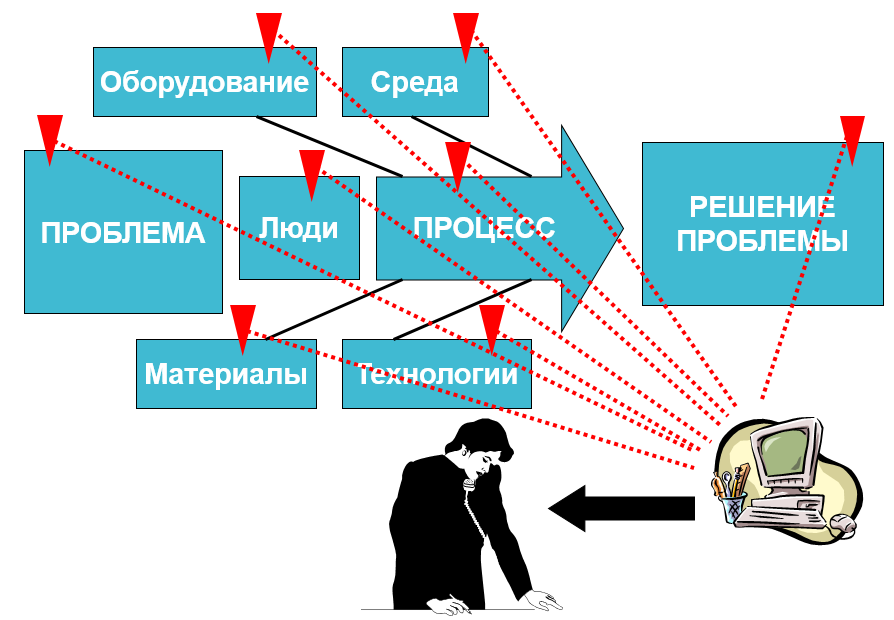 Оборудование
Среда
ПРОБЛЕМА
Люди
ПРОЦЕСС
РЕШЕНИЕ
ПРОБЛЕМЫ
Материалы
Технологии